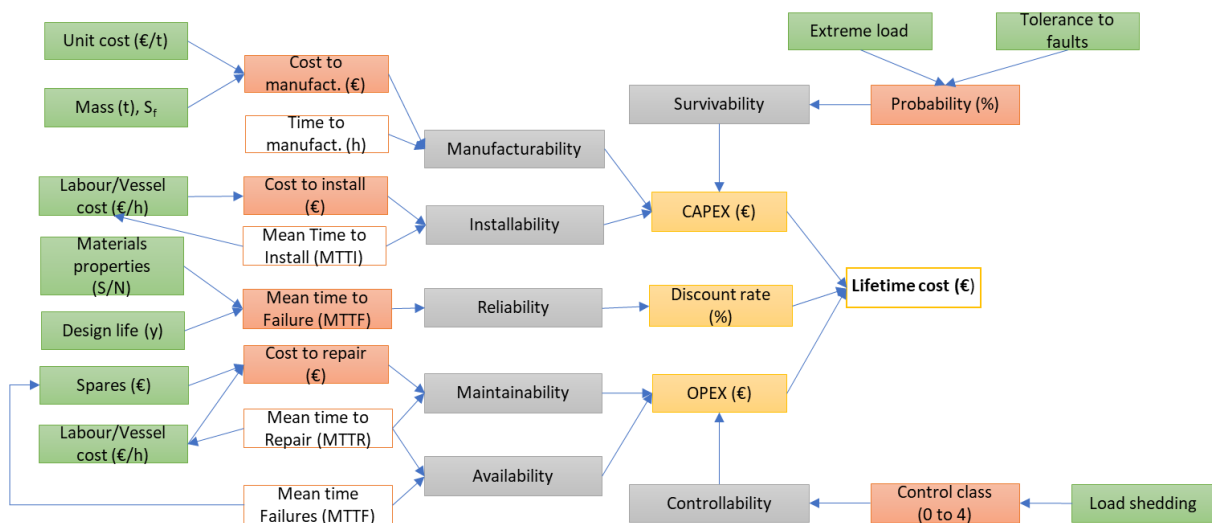 Unit cost (€/t)
Mass (t), Sf
Labour/Vessel
cost (€/h)
Materials
properties
(S/N)
Design life (y)
Spares (€)
Labour/Vessel
cost (€/h)
Cost to
manufact. (€)
Time to
manufact. (h)
Cost to install
(€)
Mean Time to
Install (MTTI)
Mean time to
Failure (MTTF)
Cost to repair
(€)
Mean time to
Repair (MTTR)
Mean time
Failures (MTTF)
Manufacturability
Installability
Reliability
Maintainability
Availability
Extreme load
Tolerance to
faults
Survivability
Probability (%)
CAPEX (€)
Discount rate
(%)
OPEX (€)
Lifetime cost (€)
Controllability
Control class
(0 to 4)
Load shedding